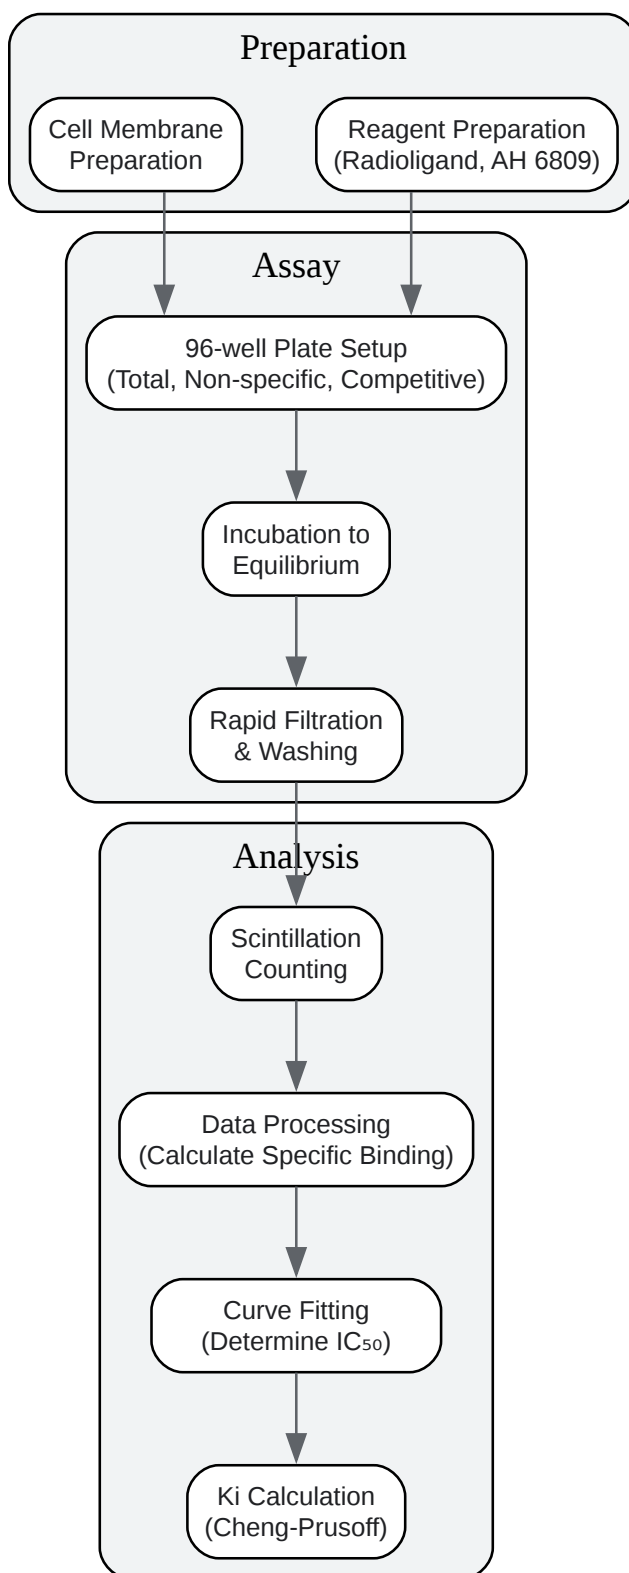 Preparation
Cell Membrane
Preparation
Reagent Preparation
(Radioligand, AH 6809)
Assay
96-well Plate Setup
(Total, Non-specific, Competitive)
Incubation to
Equilibrium
Rapid Filtration
& Washing
Analysis
Scintillation
Counting
Data Processing
(Calculate Specific Binding)
Curve Fitting
(Determine IC₅₀)
Ki Calculation
(Cheng-Prusoff)